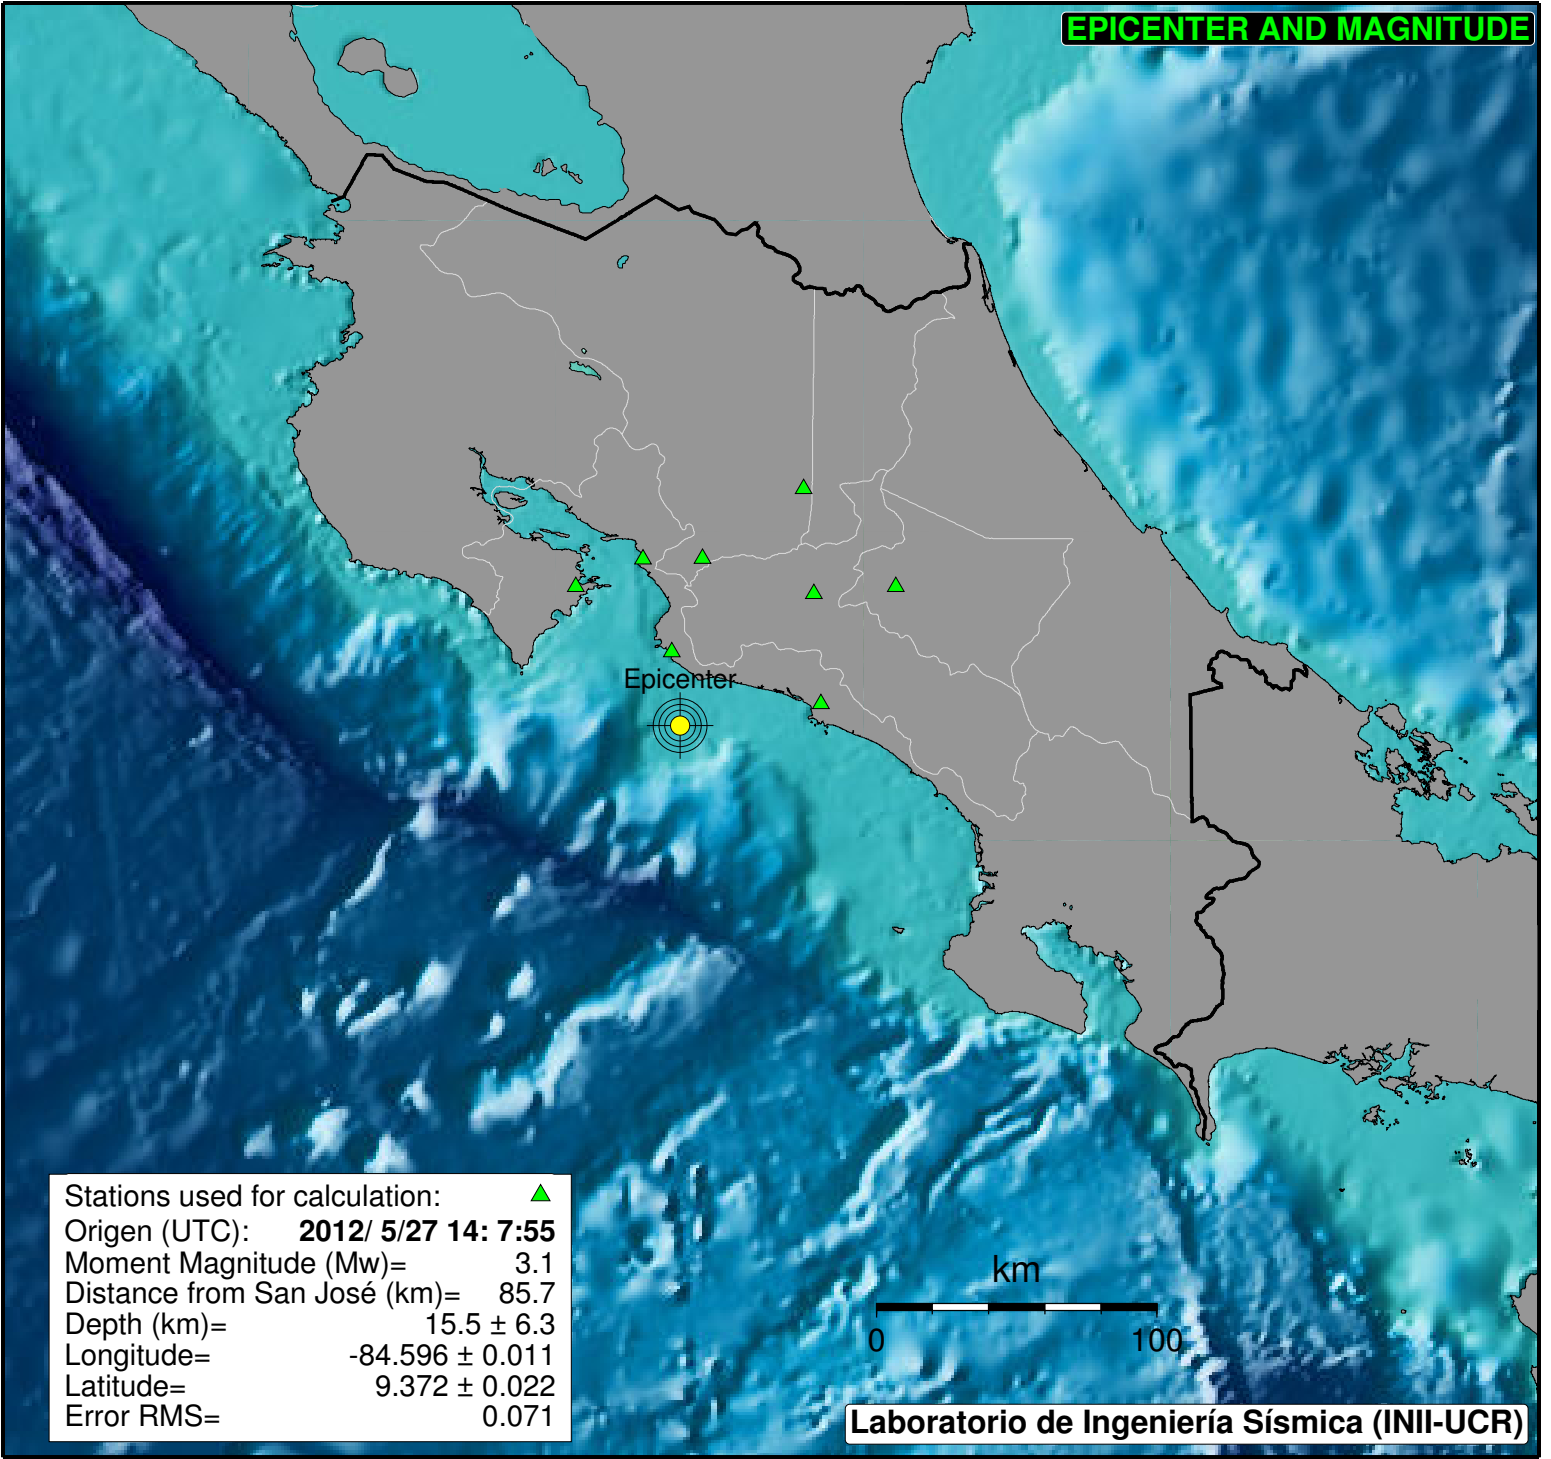 EPICENTER AND MAGNITUDE
Epicenter
Stations used for calculation:
Origen (UTC): 2012/ 5/27 14: 7:55
Moment Magnitude (Mw)= 3.1
Distance from San José (km)= 85.7
Depth (km)= 15.5 ± 6.3
Longitude= -84.596 ± 0.011
Latitude= 9.372 ± 0.022
Error RMS= 0.071
km
0 100
Laboratorio de Ingeniería Sísmica (INII-UCR)